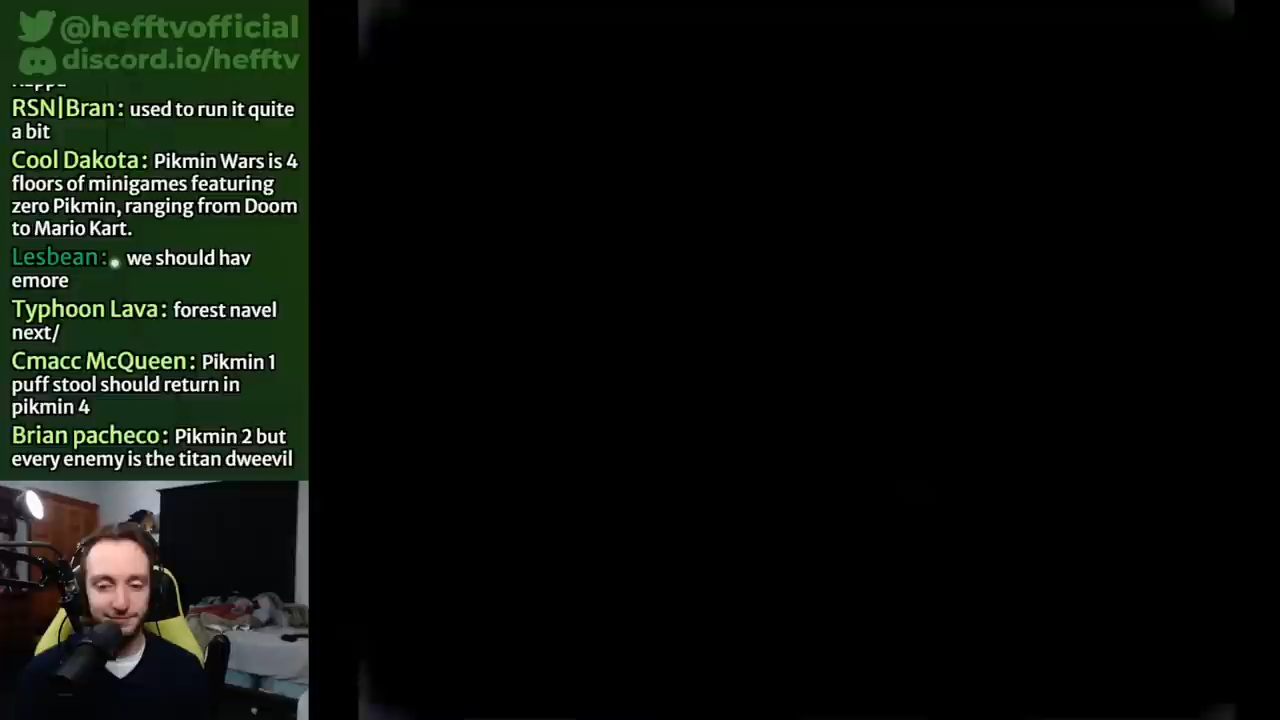 @hefftvofficial
discord.io/hefftv
RSN|Bran: used to run it quite
a bit
Cool Dakota: Pikmin Wars is 4
floors of minigames featuring
zero Pikmin, ranging from Doom
to Mario Kart.
Lesbean: we should hav
emore
Typhoon Lava: forest navel
next/
Cmacc McQueen: Pikmin 1
puff stool should return in
pikmin 4
Brian pacheco: Pikmin 2 but
every enemy is the titan dweevil